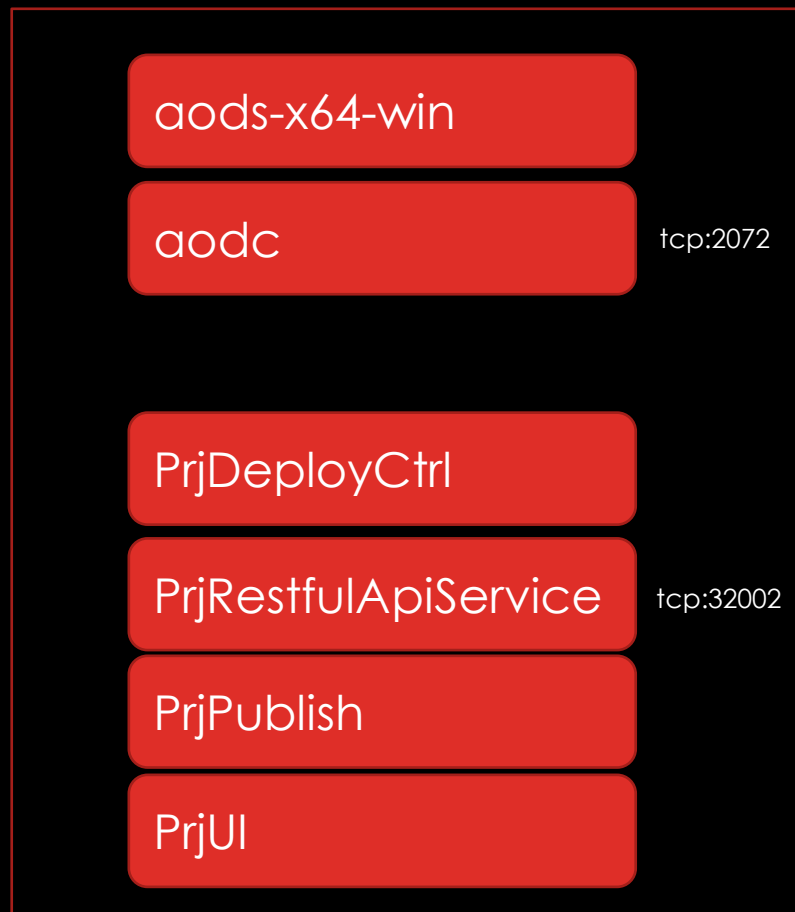 aods-x64-win
aodc
tcp:2072
PrjDeployCtrl
PrjRestfulApiService
tcp:32002
PrjPublish
PrjUI